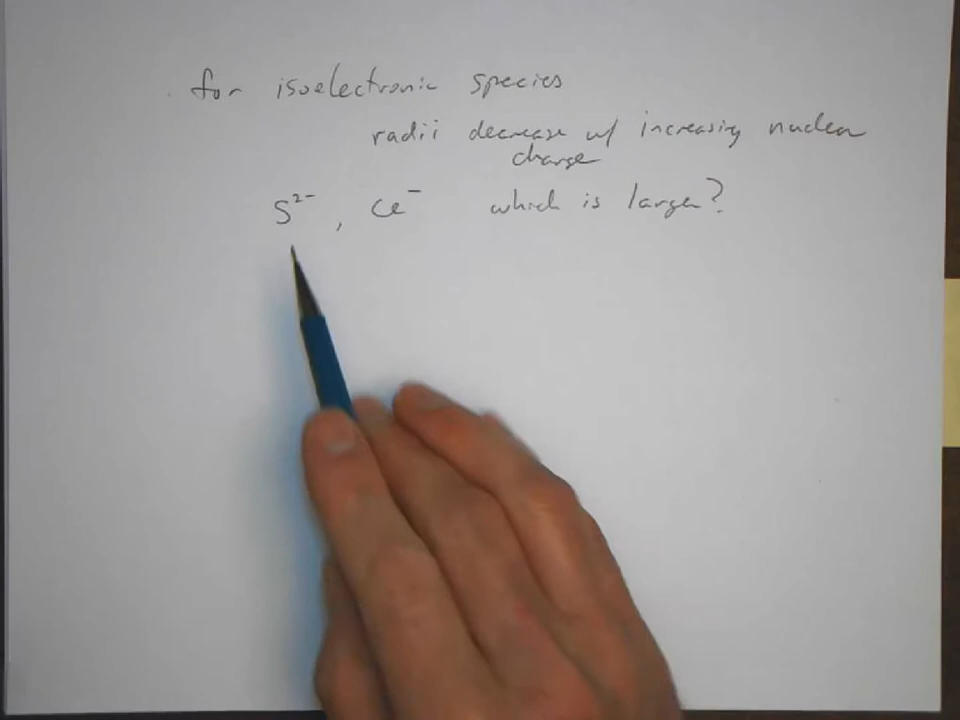 for isoelectronic species
radii decrease w/ increasing nuclear
charge
S²⁻, Cl⁻ which is larger?